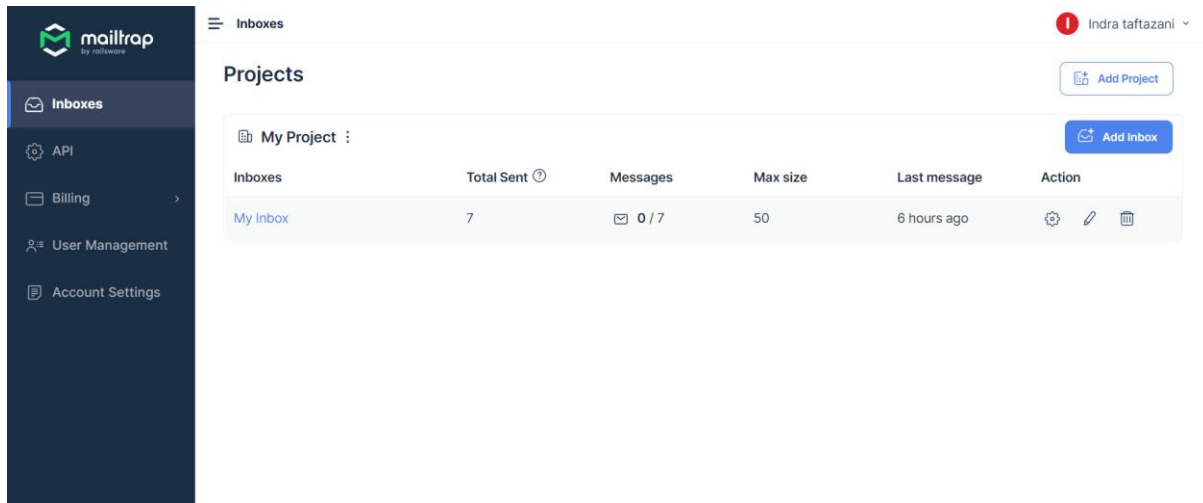 mailtrap
by railsware
Inboxes
API
Billing
User Management
Account Settings
Inboxes
I
Indra taftazani
Projects
Add Project
My Project
Add Inbox
Inboxes Total Sent ? Messages Max size Last message Action
My Inbox 7 0 / 7 50 6 hours ago